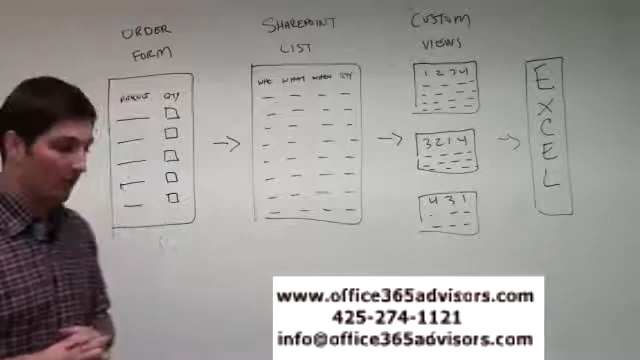 ORDER
FORM
PRODUCT QTY
SHAREPOINT
LIST
WHO WHAT WHEN QTY
CUSTOM
VIEWS
1 2 3 4
3 2 1 4
4 3 1
EXCEL
www.office365advisors.com
425-274-1121
info@office365advisors.com